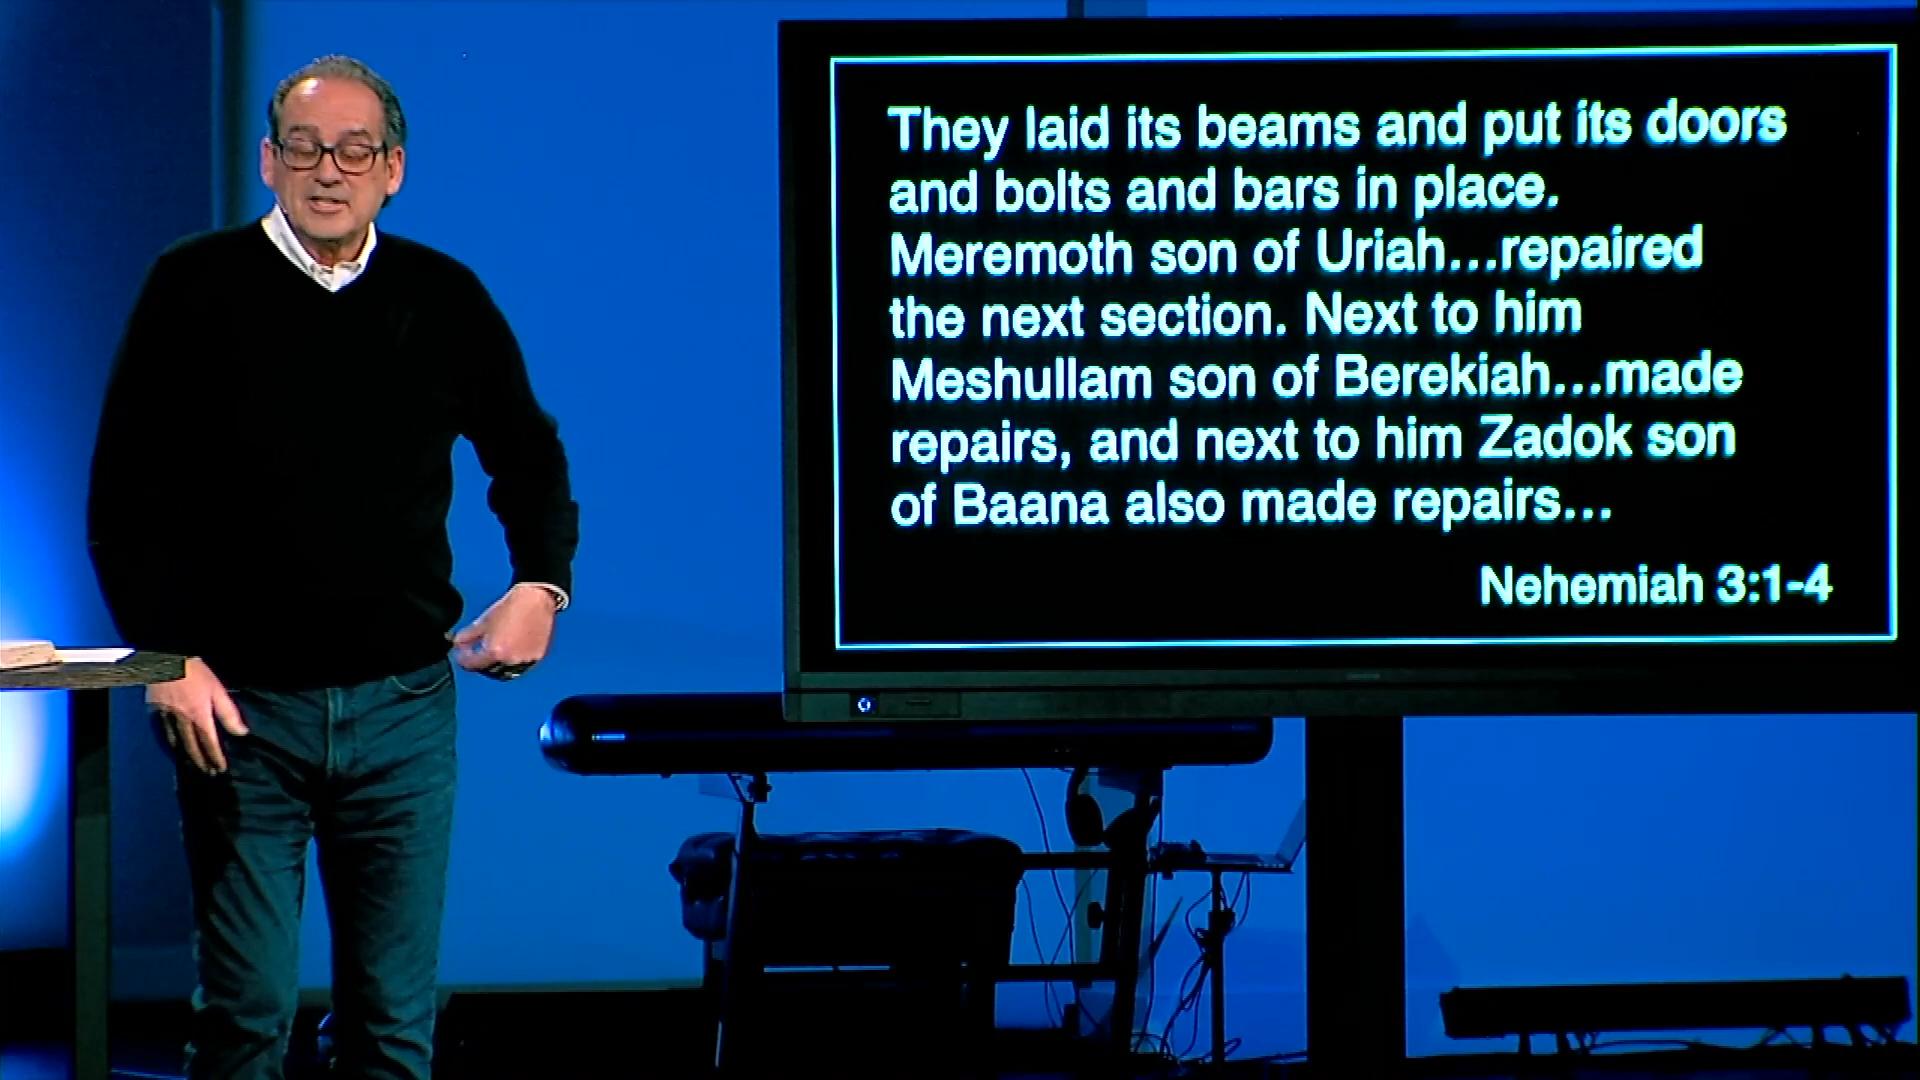 They laid its beams and put its doors
and bolts and bars in place.
Meremoth son of Uriah...repaired
the next section. Next to him
Meshullam son of Berekiah...made
repairs, and next to him Zadok son
of Baana also made repairs...
Nehemiah 3:1-4